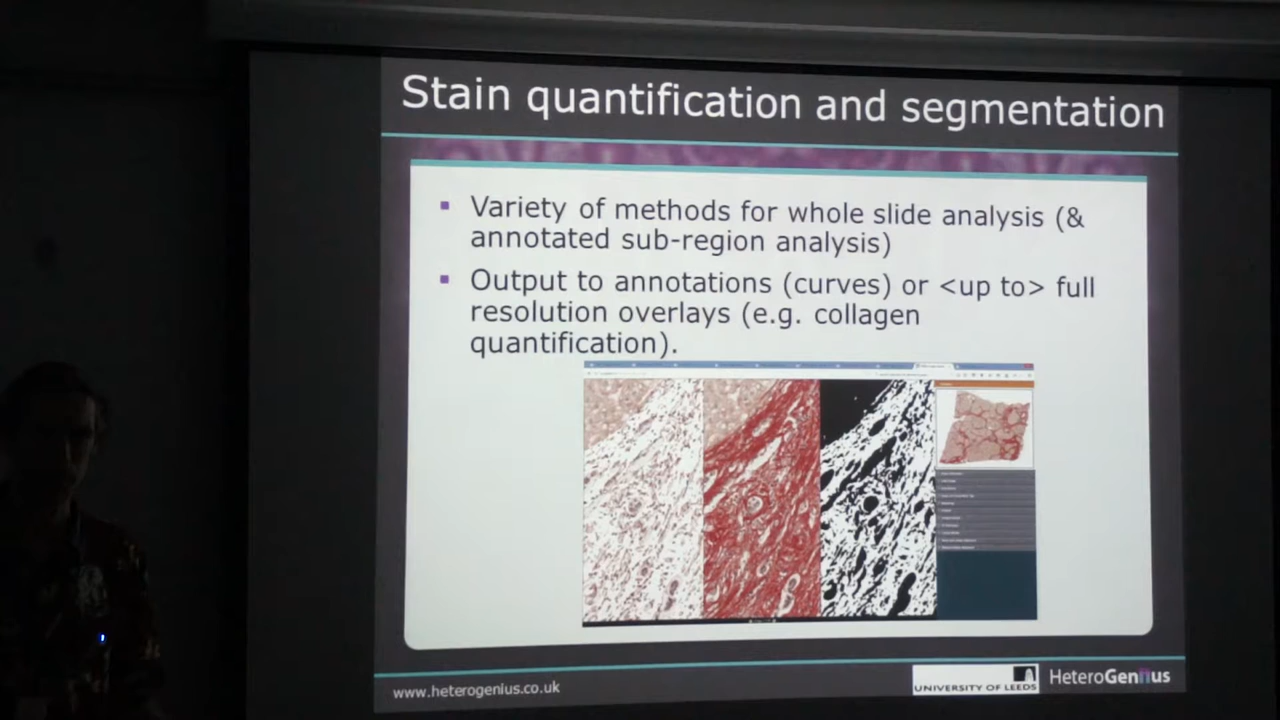 Stain quantification and segmentation
▪ Variety of methods for whole slide analysis (&
annotated sub-region analysis)
▪ Output to annotations (curves) or <up to> full
resolution overlays (e.g. collagen
quantification).
www.heterogenius.co.uk
UNIVERSITY OF LEEDS
HeteroGenius